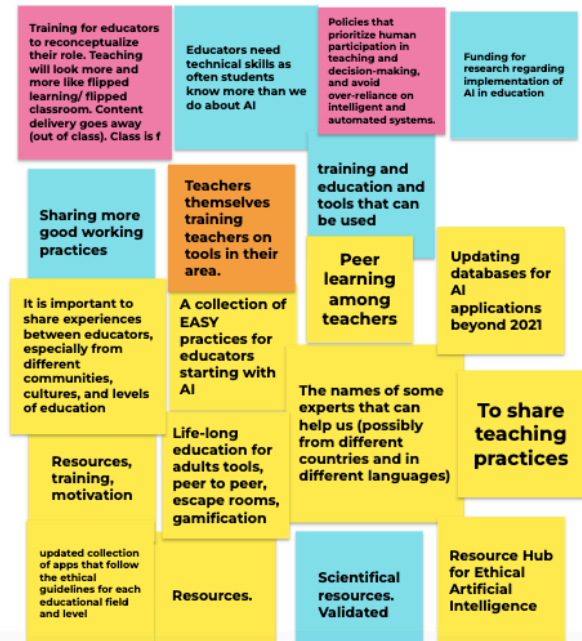 Training for educators
to reconceptualize
their role. Teaching
will look more and
more like flipped
learning/ flipped
classroom. Content
delivery goes away
(out of class). Class is f
Educators need
technical skills as
often students
know more than we
do about AI
Policies that
prioritize human
participation in
teaching and
decision-making,
and avoid
over-reliance on
intelligent and
automated systems.
Funding for
research regarding
implementation of
AI in education
Sharing more
good working
practices
Teachers
themselves
training
teachers on
tools in their
area.
training and
education and
tools that can
be used
Peer
learning
among
teachers
Updating
databases for
AI
applications
beyond 2021
It is important to
share experiences
between educators,
especially from
different
communities,
cultures, and levels
of education
A collection of
EASY
practices for
educators
starting with
AI
The names of some
experts that can
help us (possibly
from different
countries and in
different languages)
To share
teaching
practices
Resources,
training,
motivation
Life-long
education for
adults tools,
peer to peer,
escape rooms,
gamification
updated collection
of apps that follow
the ethical
guidelines for each
educational field
and level
Resources.
Scientifical
resources.
Validated
Resource Hub
for Ethical
Artificial
Intelligence